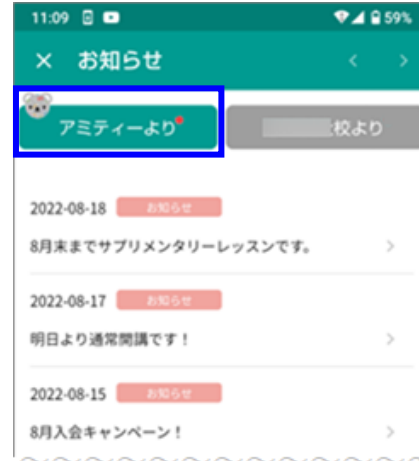 11:09 59%
× お知らせ < >
アミティーより 校より
2022-08-18 お知らせ
8月末までサプリメンタリーレッスンです。 >
2022-08-17 お知らせ
明日より通常開講です！ >
2022-08-15 お知らせ
8月入会キャンペーン！ >